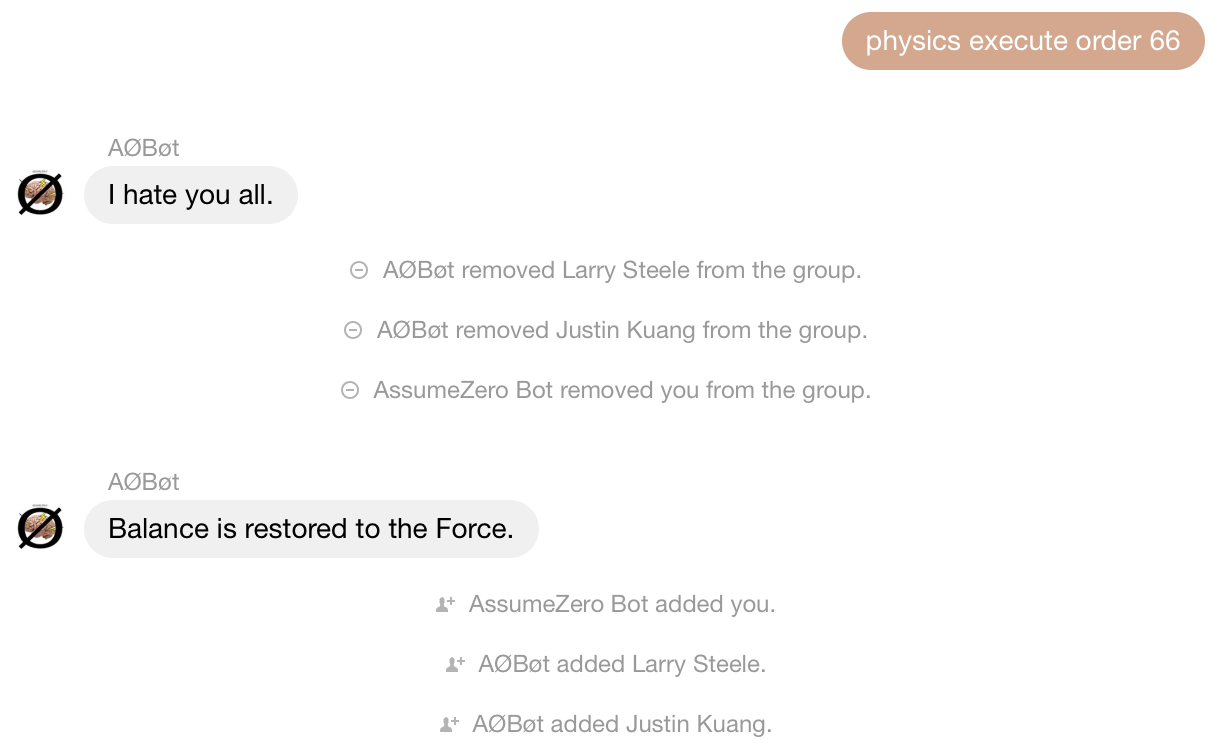 physics execute order 66
AØBøt
I hate you all.
AØBøt removed Larry Steele from the group.
AØBøt removed Justin Kuang from the group.
AssumeZero Bot removed you from the group.
AØBøt
Balance is restored to the Force.
AssumeZero Bot added you.
AØBøt added Larry Steele.
AØBøt added Justin Kuang.